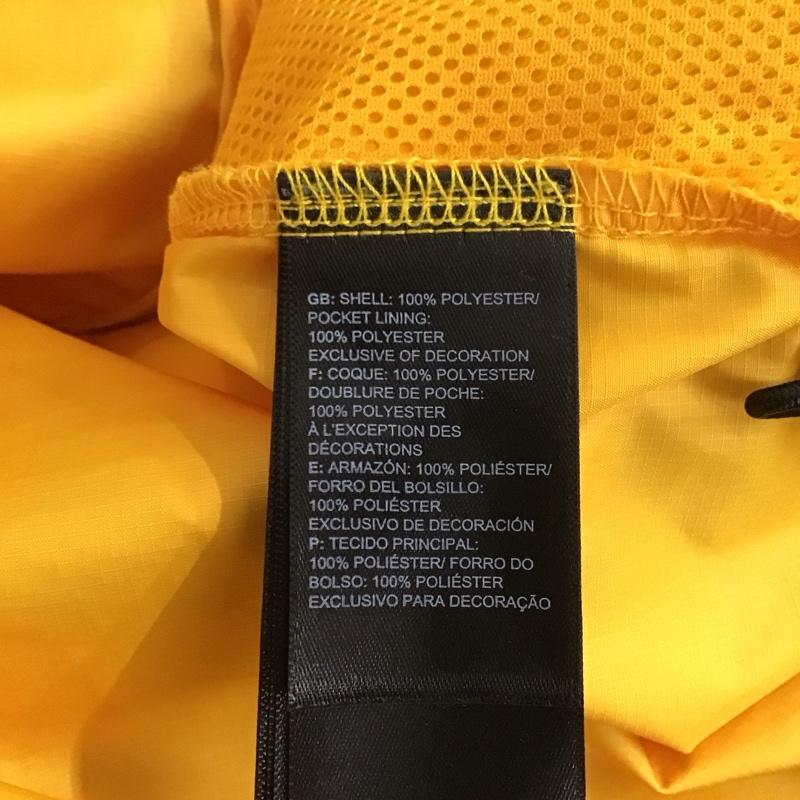 GB: SHELL: 100% POLYESTER/
POCKET LINING:
100% POLYESTER
EXCLUSIVE OF DECORATION
F: COQUE: 100% POLYESTER/
DOUBLURE DE POCHE:
100% POLYESTER
À L'EXCEPTION DES
DÉCORATIONS
E: ARMAZÓN: 100% POLIÉSTER/
FORRO DEL BOLSILLO:
100% POLIÉSTER
EXCLUSIVO DE DECORACIÓN
P: TECIDO PRINCIPAL:
100% POLIÉSTER/ FORRO DO
BOLSO: 100% POLIÉSTER
EXCLUSIVO PARA DECORAÇÃO